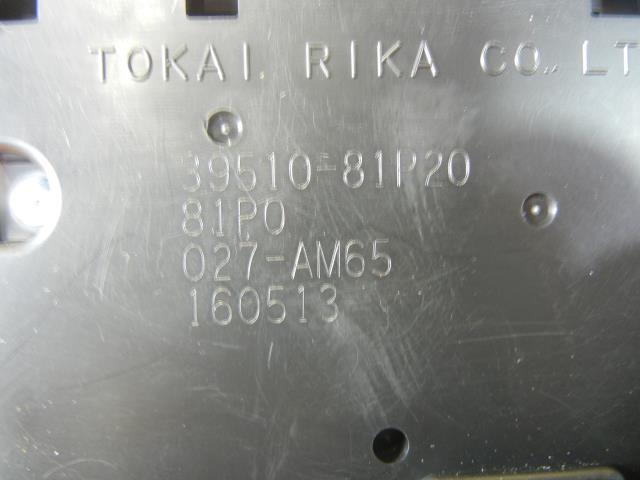 TOKAI RIKA CO., LT
39510-81P20
81P0
027-AM65
160513